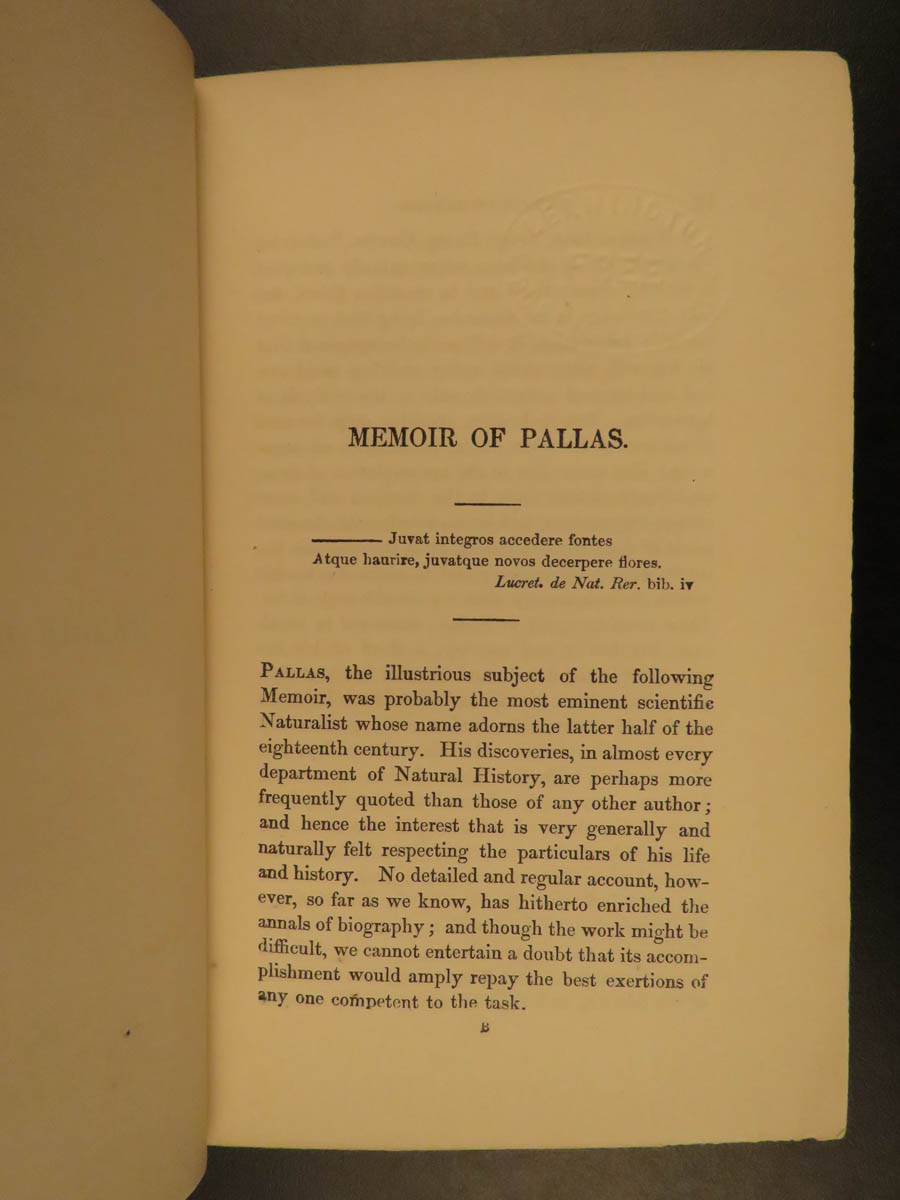 LEXINGTON
FREE
MEMOIR OF PALLAS.
——— Juvat integros accedere fontes
Atque haurire, juvatque novos decerpere flores.
Lucret. de Nat. Rer. bib. iv
PALLAS, the illustrious subject of the following
Memoir, was probably the most eminent scientific
Naturalist whose name adorns the latter half of the
eighteenth century. His discoveries, in almost every
department of Natural History, are perhaps more
frequently quoted than those of any other author;
and hence the interest that is very generally and
naturally felt respecting the particulars of his life
and history. No detailed and regular account, how-
ever, so far as we know, has hitherto enriched the
annals of biography; and though the work might be
difficult, we cannot entertain a doubt that its accom-
plishment would amply repay the best exertions of
any one competent to the task.
B